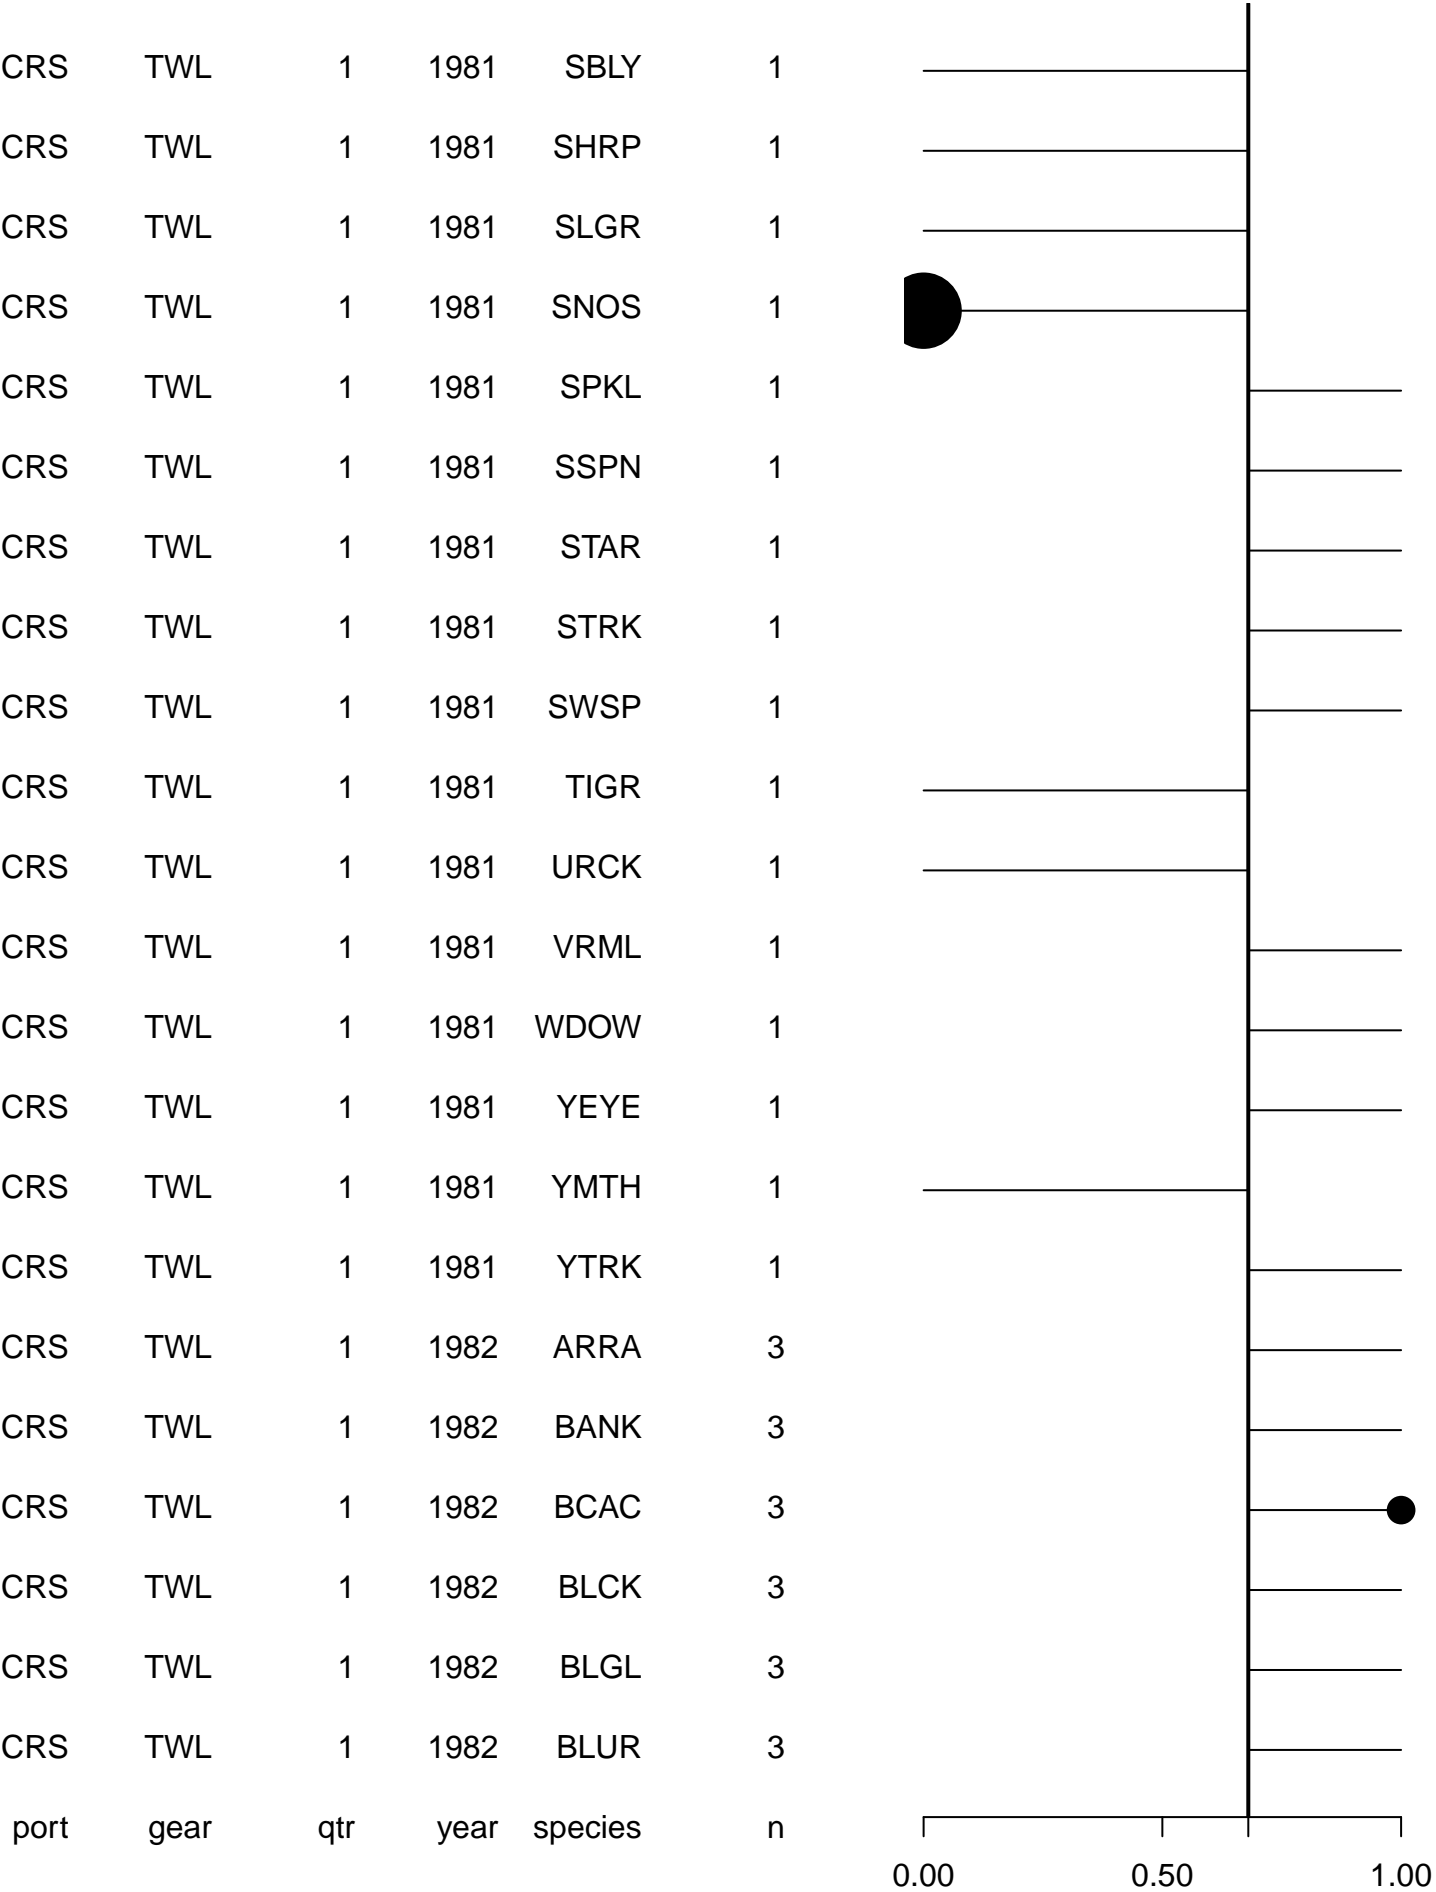 CRS TWL 1 1981 SBLY 1
CRS TWL 1 1981 SHRP 1
CRS TWL 1 1981 SLGR 1
CRS TWL 1 1981 SNOS 1
CRS TWL 1 1981 SPKL 1
CRS TWL 1 1981 SSPN 1
CRS TWL 1 1981 STAR 1
CRS TWL 1 1981 STRK 1
CRS TWL 1 1981 SWSP 1
CRS TWL 1 1981 TIGR 1
CRS TWL 1 1981 URCK 1
CRS TWL 1 1981 VRML 1
CRS TWL 1 1981 WDOW 1
CRS TWL 1 1981 YEYE 1
CRS TWL 1 1981 YMTH 1
CRS TWL 1 1981 YTRK 1
CRS TWL 1 1982 ARRA 3
CRS TWL 1 1982 BANK 3
CRS TWL 1 1982 BCAC 3
CRS TWL 1 1982 BLCK 3
CRS TWL 1 1982 BLGL 3
CRS TWL 1 1982 BLUR 3
port gear qtr year species n
0.00 0.50 1.00